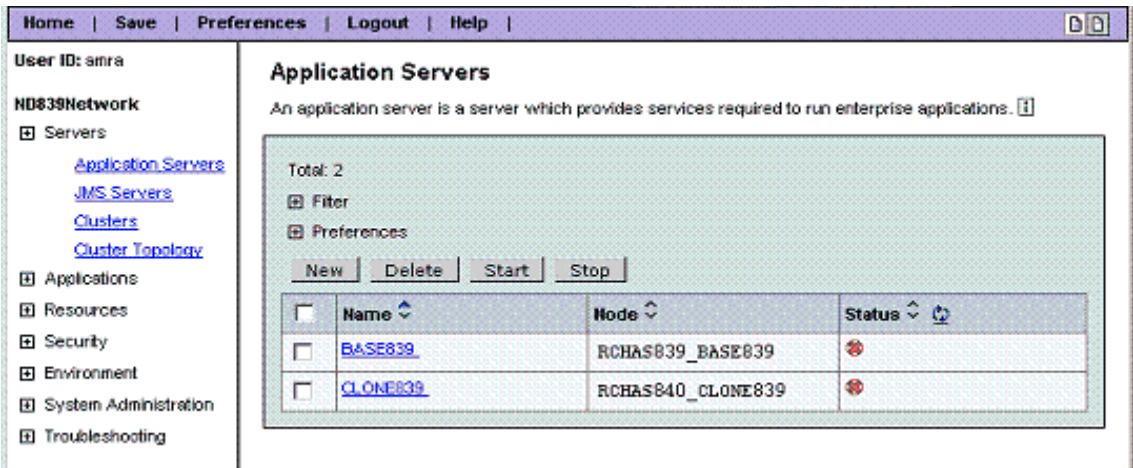 Home | Save | Preferences | Logout | Help |
User ID: amra
ND839Network
Servers
Application Servers
JMS Servers
Clusters
Cluster Topology
Applications
Resources
Security
Environment
System Administration
Troubleshooting
Application Servers
An application server is a server which provides services required to run enterprise applications. i
Total: 2
Filter
Preferences
New Delete Start Stop
Name Node Status
BASE839 RCHAS839_BASE839
CLONE839 RCHAS840_CLONE839